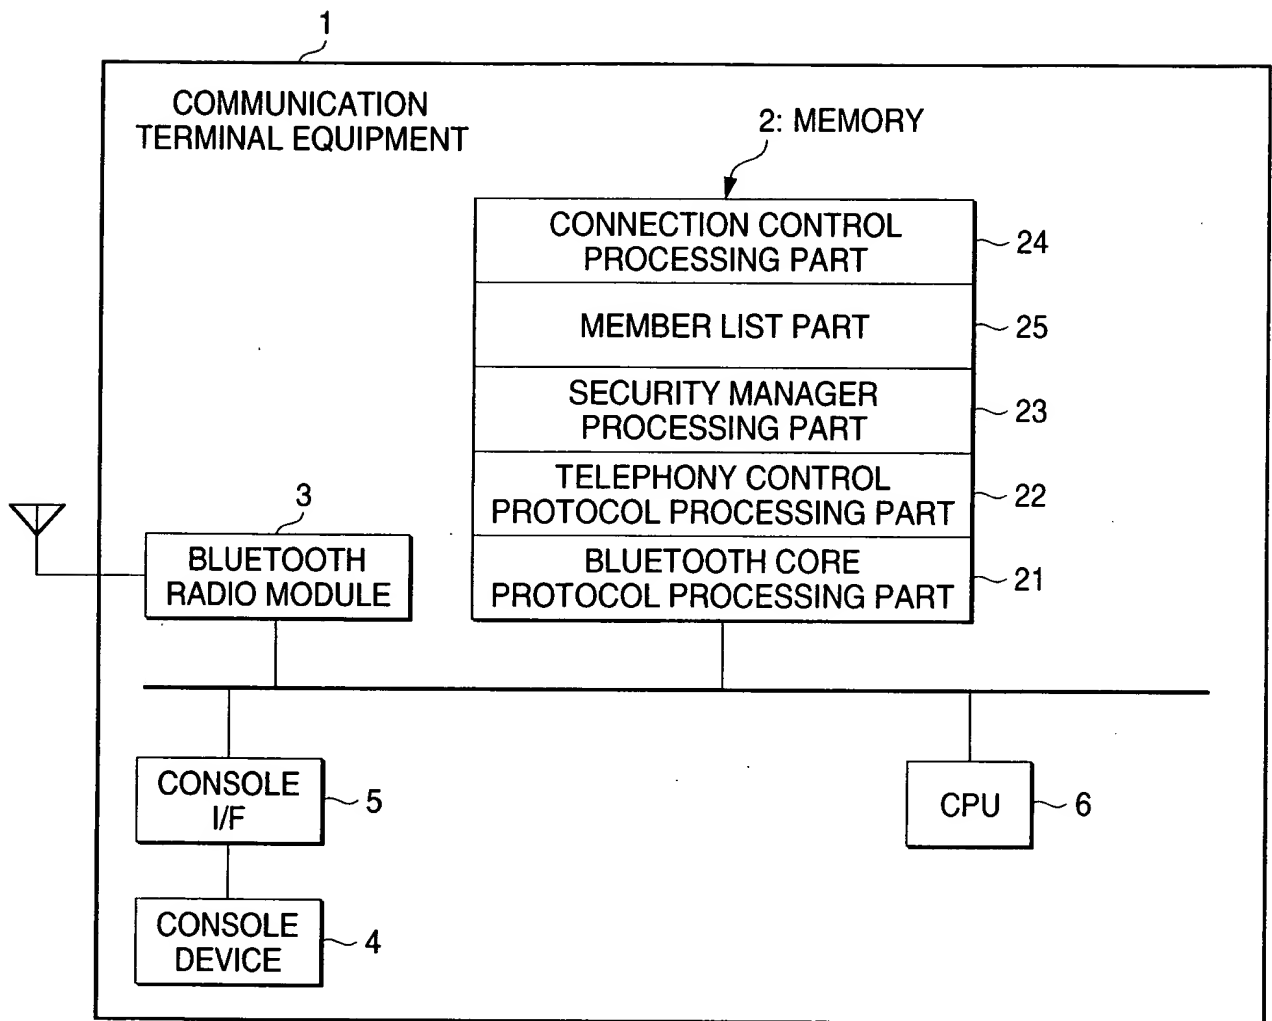 1
COMMUNICATION
TERMINAL EQUIPMENT
2: MEMORY
CONNECTION CONTROL
PROCESSING PART
24
MEMBER LIST PART
25
SECURITY MANAGER
PROCESSING PART
23
TELEPHONY CONTROL
PROTOCOL PROCESSING PART
22
BLUETOOTH CORE
PROTOCOL PROCESSING PART
21
3
BLUETOOTH
RADIO MODULE
CONSOLE
I/F
5
CPU
6
CONSOLE
DEVICE
4